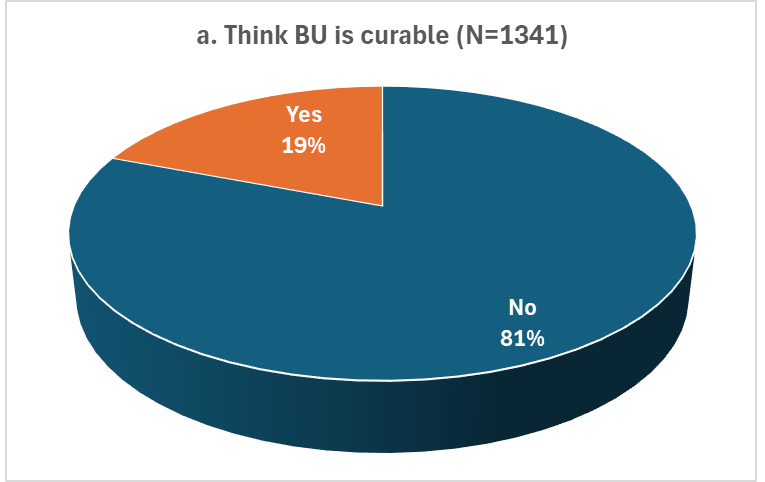 a. Think BU is curable (N=1341)
Yes
19%
No
81%